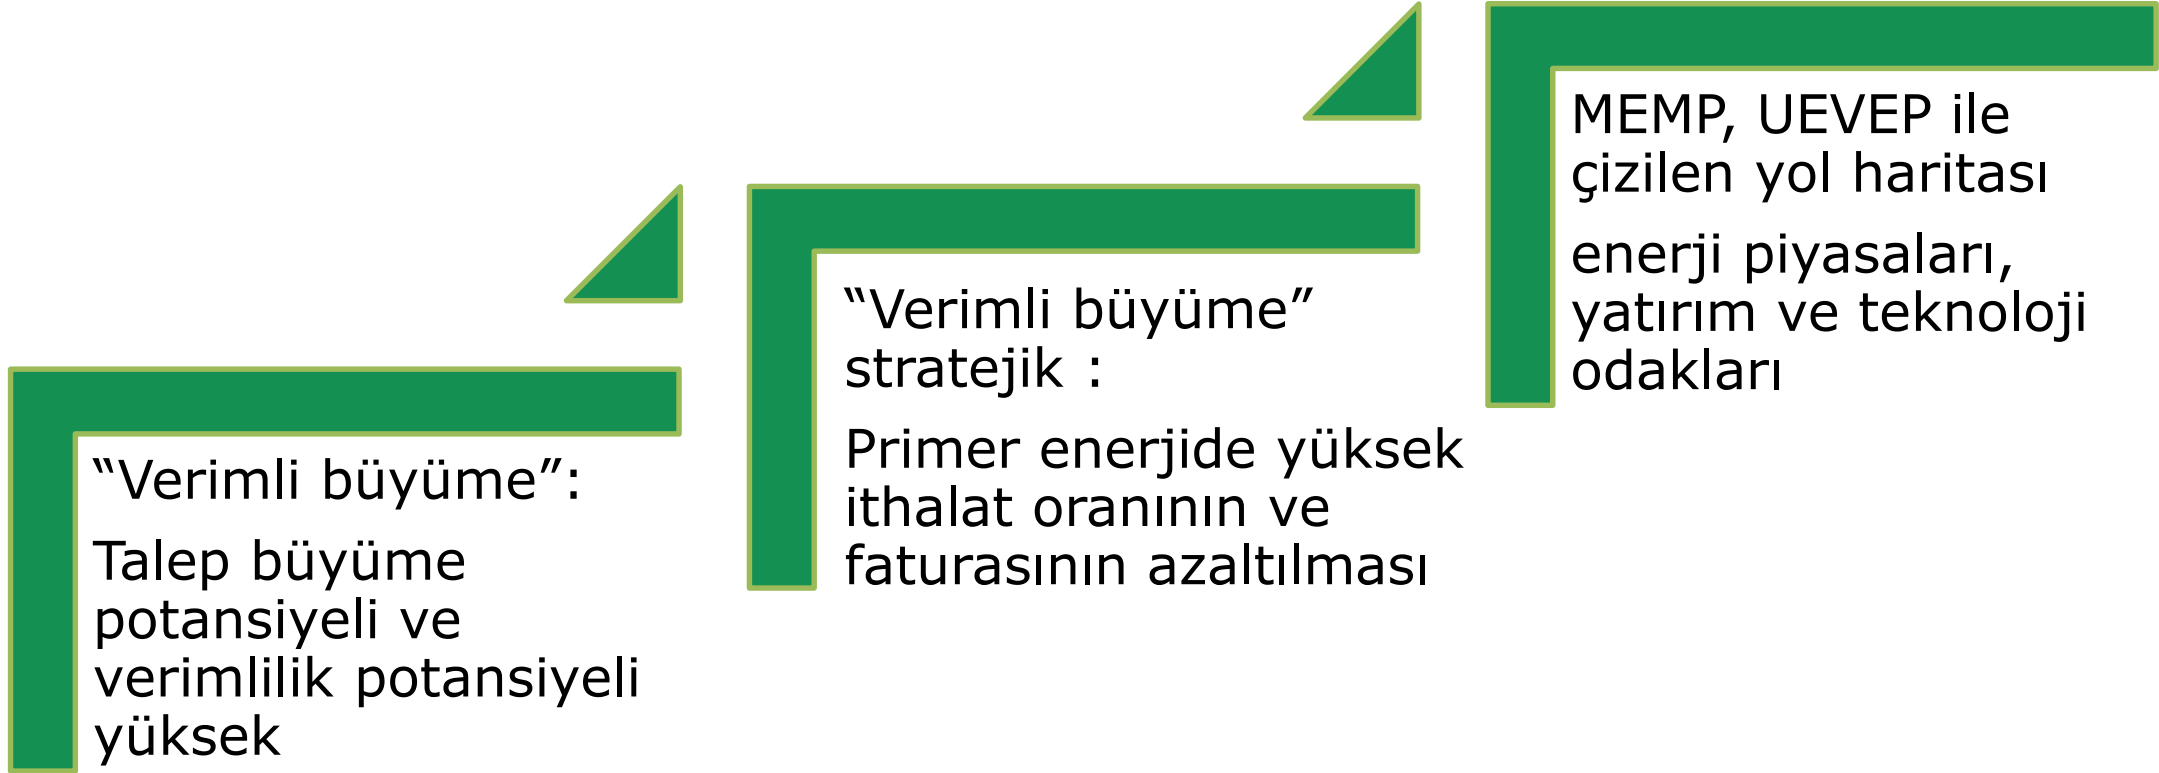 “Verimli büyüme”:
Talep büyüme
potansiyeli ve
verimlilik potansiyeli
yüksek
“Verimli büyüme”
stratejik :
Primer enerjide yüksek
ithalat oranının ve
faturasının azaltılması
MEMP, UEVEP ile
çizilen yol haritası
enerji piyasaları,
yatırım ve teknoloji
odakları